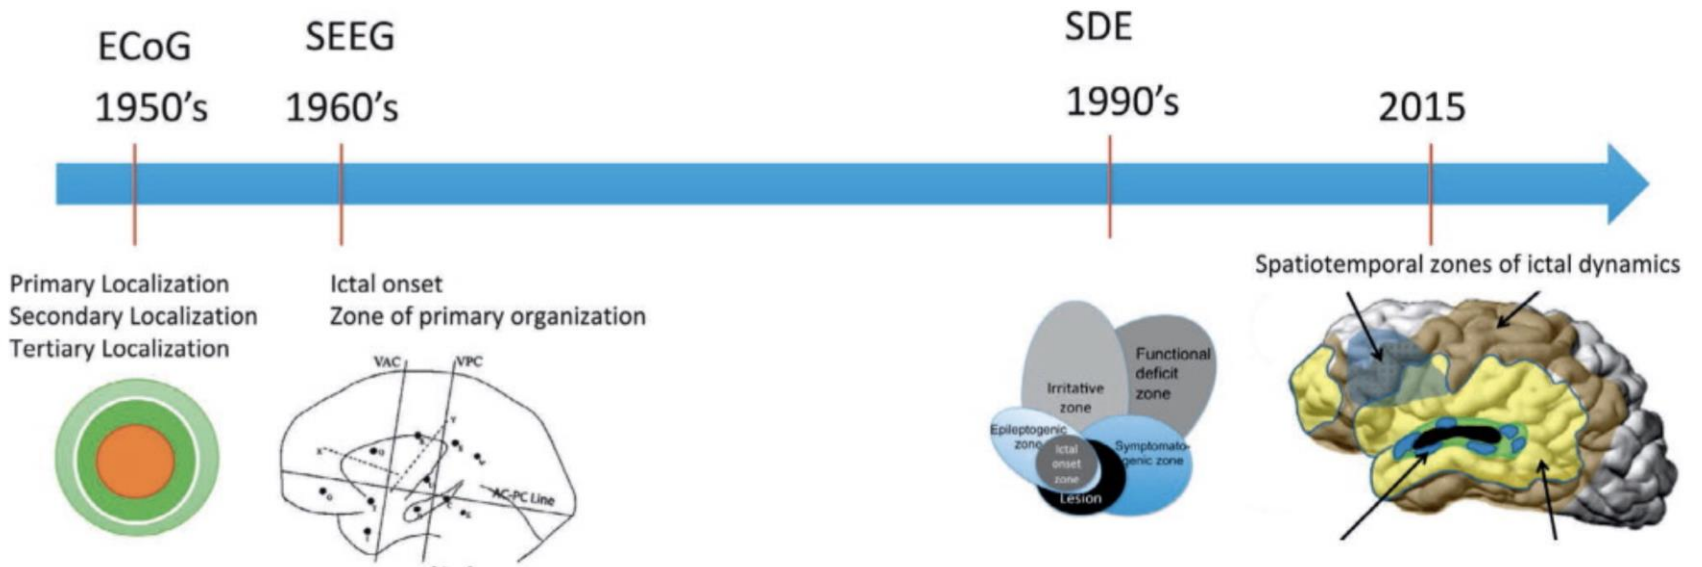 ECoG
1950's
SEEG
1960's
SDE
1990's
2015
Primary Localization
Secondary Localization
Tertiary Localization
Ictal onset
Zone of primary organization
VAC
VPC
AC-PC Line
Irritative
zone
Functional
deficit
zone
Epileptogenic
zone
Ictal
onset
zone
Symptomato-
genic zone
Lesion
Spatiotemporal zones of ictal dynamics